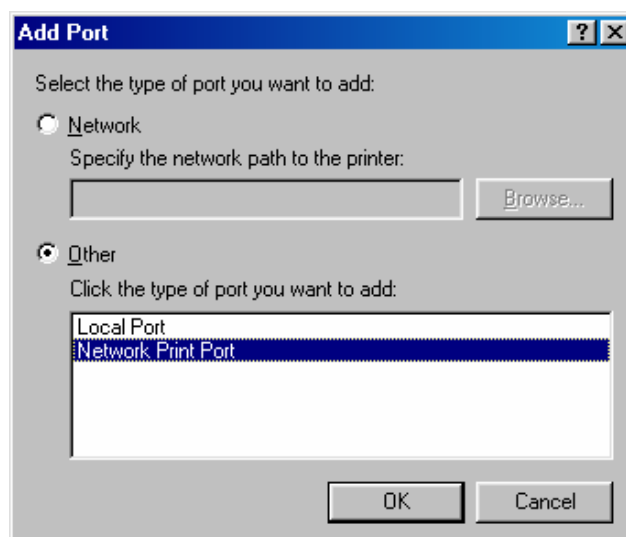 Add Port
Select the type of port you want to add:
Network
Specify the network path to the printer:
Browse...
Other
Click the type of port you want to add:
Local Port
Network Print Port
OK Cancel